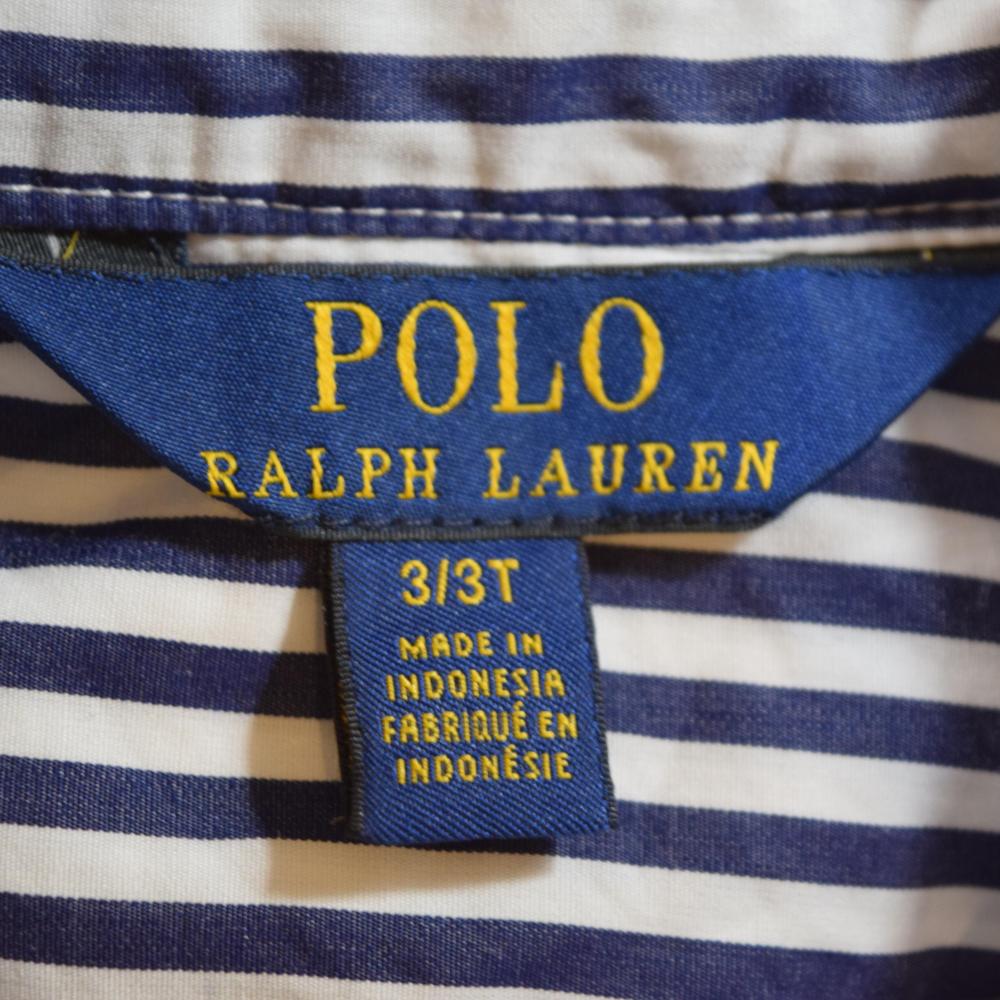 POLO
RALPH LAUREN
3/3T
MADE IN
INDONESIA
FABRIQUÉ EN
INDONÉSIE